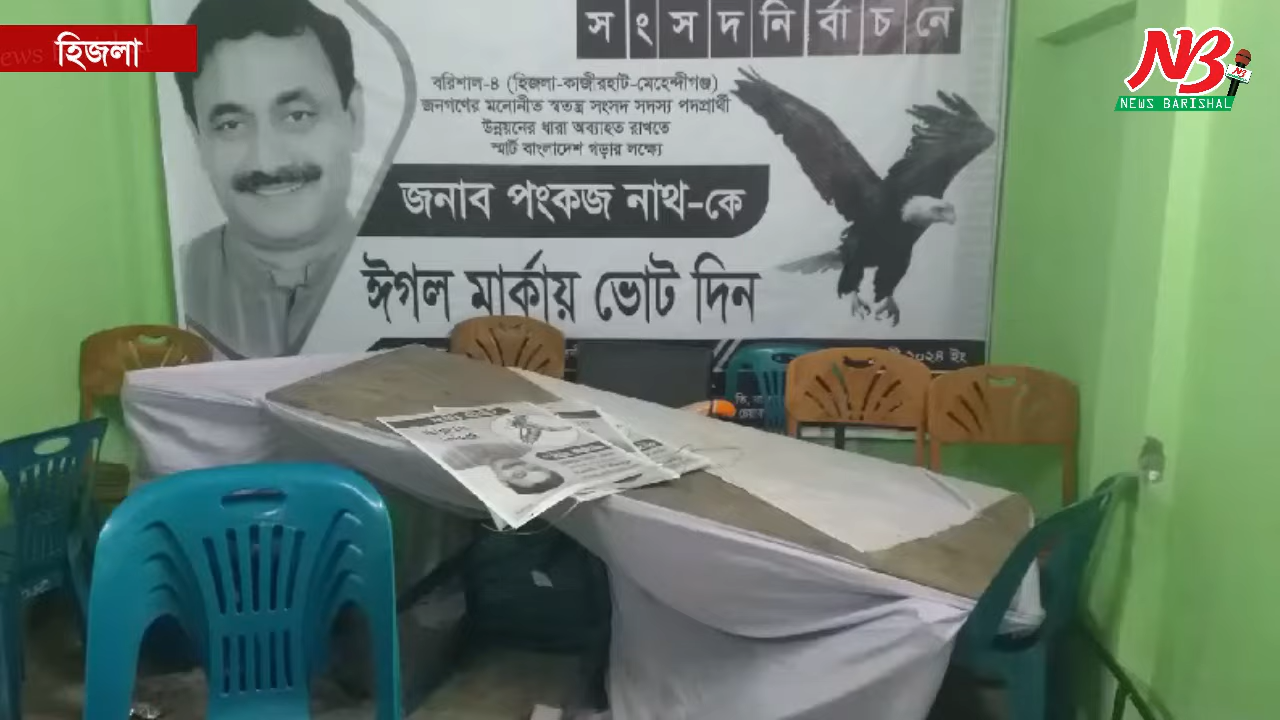 হিজলা
NEWS BARISHAL
সংসদ নির্বাচনে
বরিশাল-৪ (হিজলা-কাজীরহাট-মেহেন্দীগঞ্জ)
জনগণের মনোনীত স্বতন্ত্র সংসদ সদস্য পদপ্রার্থী
উন্নয়নের ধারা অব্যাহত রাখতে
স্মার্ট বাংলাদেশ গড়ার লক্ষ্যে
জনাব পংকজ নাথ-কে
ঈগল মার্কায় ভোট দিন
২০২৪ ইং